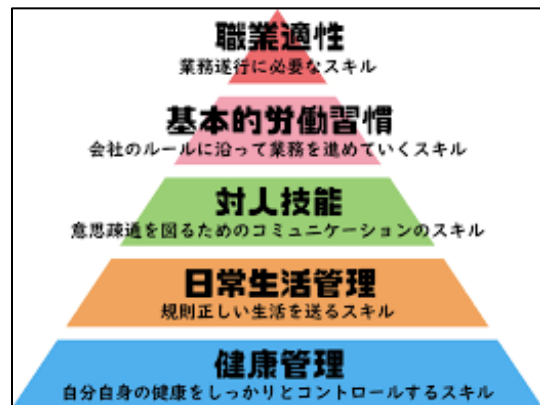 職業適性
業務遂行に必要なスキル
基本的労働習慣
会社のルールに沿って業務を進めていくスキル
対人技能
意思疎通を図るためのコミュニケーションのスキル
日常生活管理
規則正しい生活を送るスキル
健康管理
自分自身の健康をしっかりとコントロールするスキル